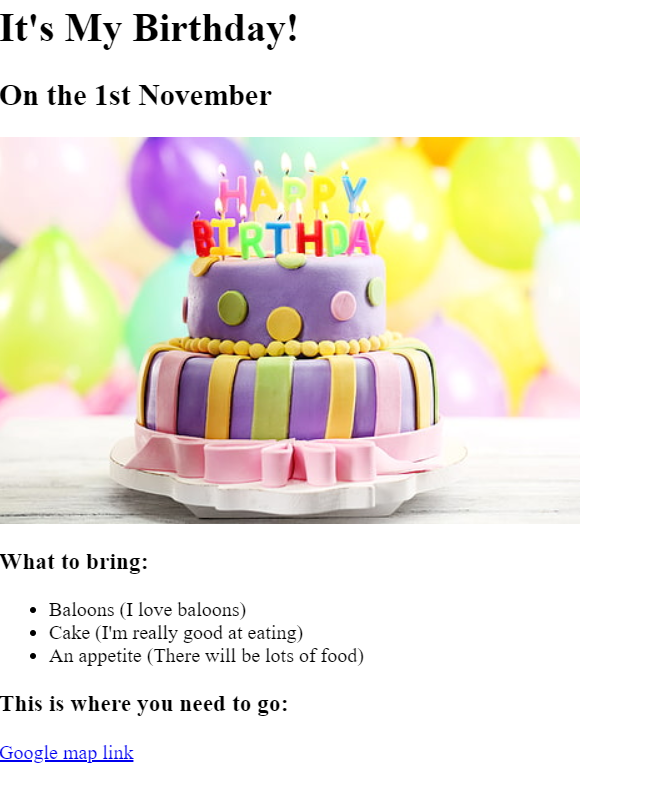 It's My Birthday!
On the 1st November
HAPPY
BIRTHDAY
What to bring:
Baloons (I love baloons)
Cake (I'm really good at eating)
An appetite (There will be lots of food)
This is where you need to go:
Google map link